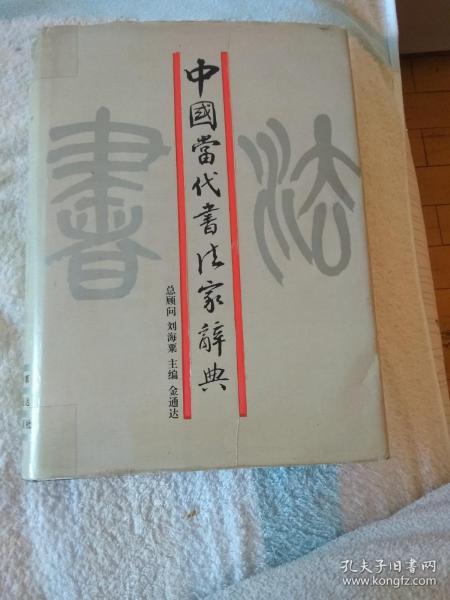 書法
中國當代书法家辭典
总顾问 刘海粟 主编 金通达
孔夫子旧书网
www.kongfz.com